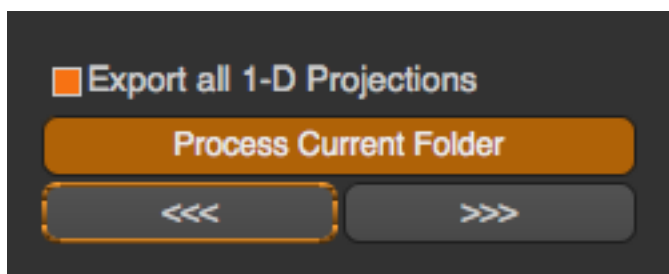 Export all 1-D Projections
Process Current Folder
<<< >>>